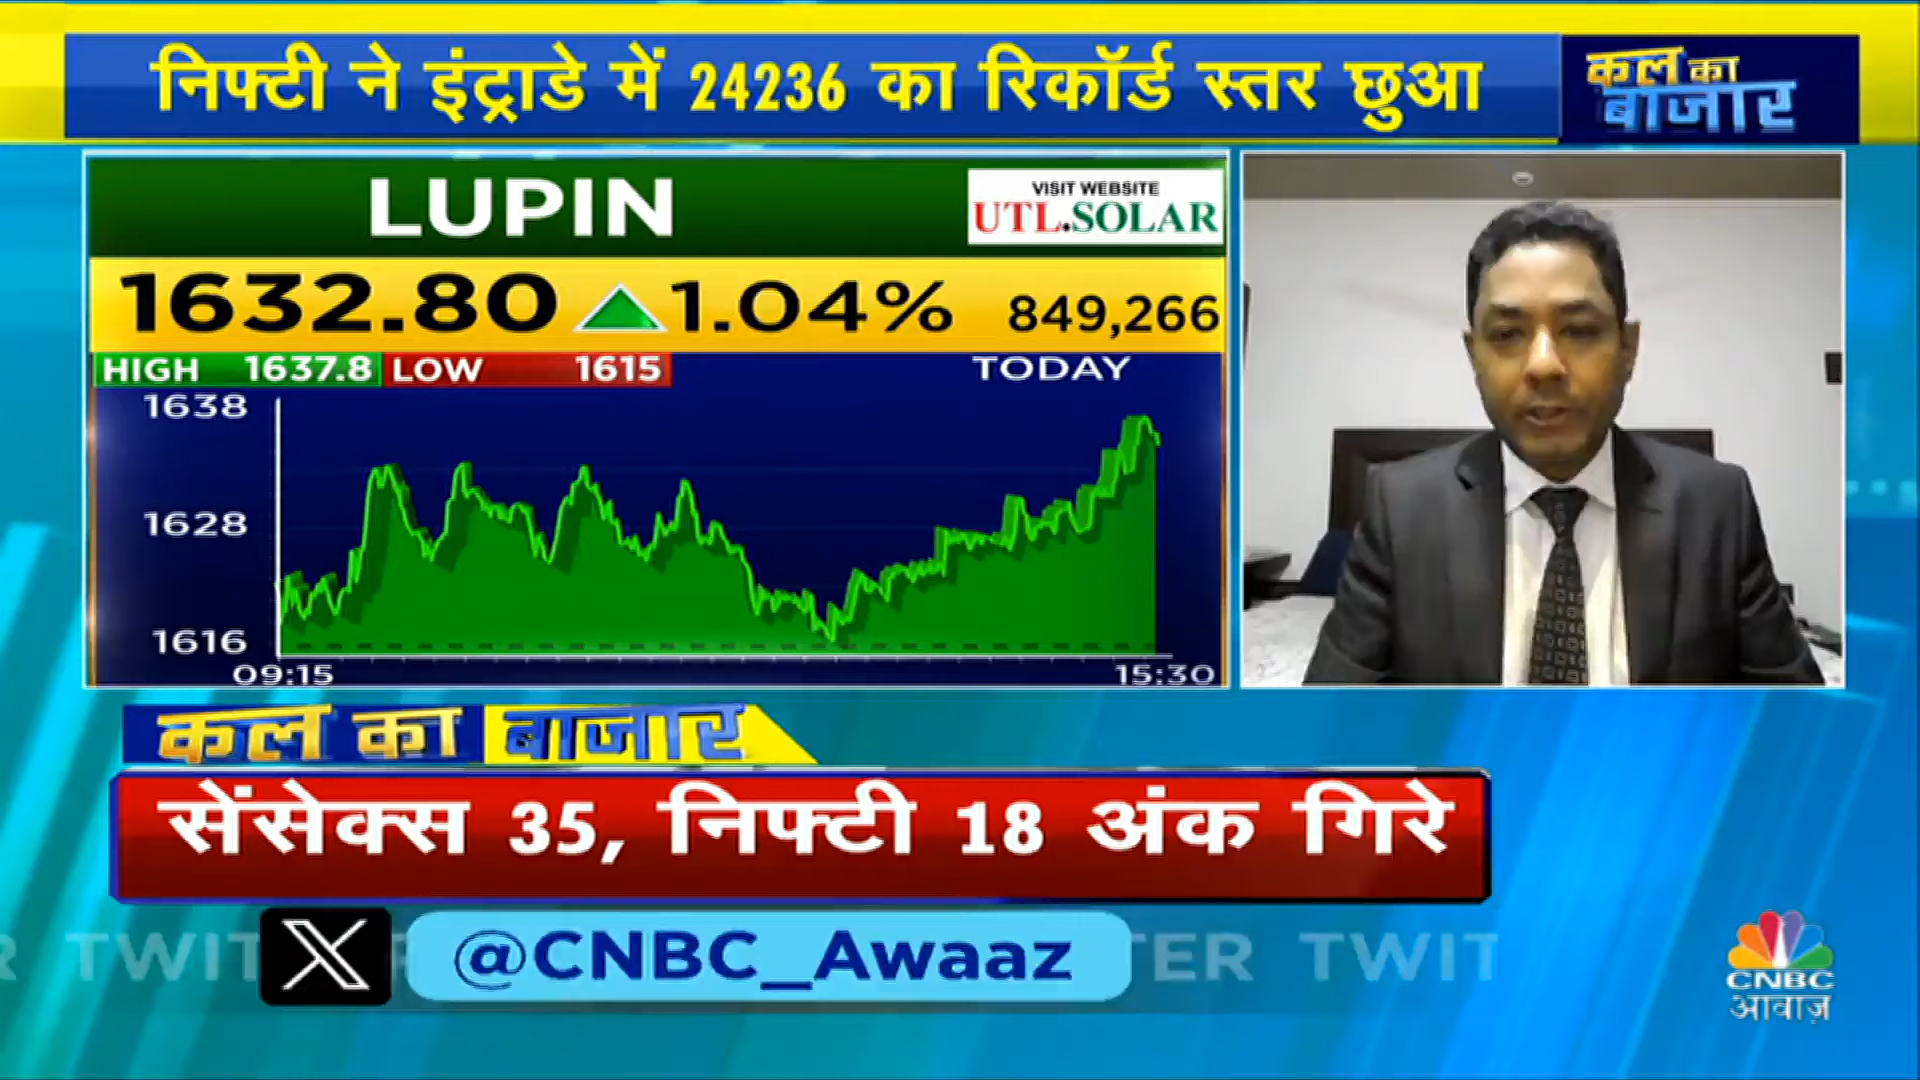 निफ्टी ने इंट्राडे में 24236 का रिकॉर्ड स्तर छुआ
कल का
बाजार
LUPIN
VISIT WEBSITE
UTL.SOLAR
1632.80 1.04% 849,266
HIGH 1637.8 LOW 1615 TODAY
1638
1628
1616
09:15 15:30
कल का बाजार
सेंसेक्स 35, निफ्टी 18 अंक गिरे
TWIT @CNBC_Awaaz TER TWIT
CNBC
आवाज़